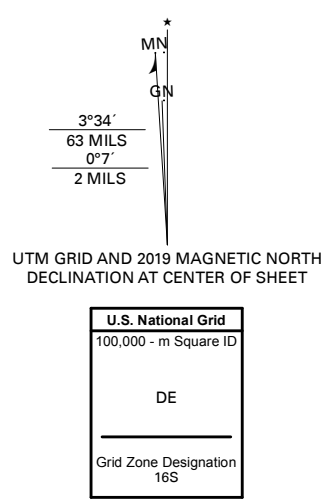 MN
GN
3°34´
63 MILS
0°7´
2 MILS
UTM GRID AND 2019 MAGNETIC NORTH
DECLINATION AT CENTER OF SHEET
U.S. National Grid
100,000 - m Square ID
DE
Grid Zone Designation
16S